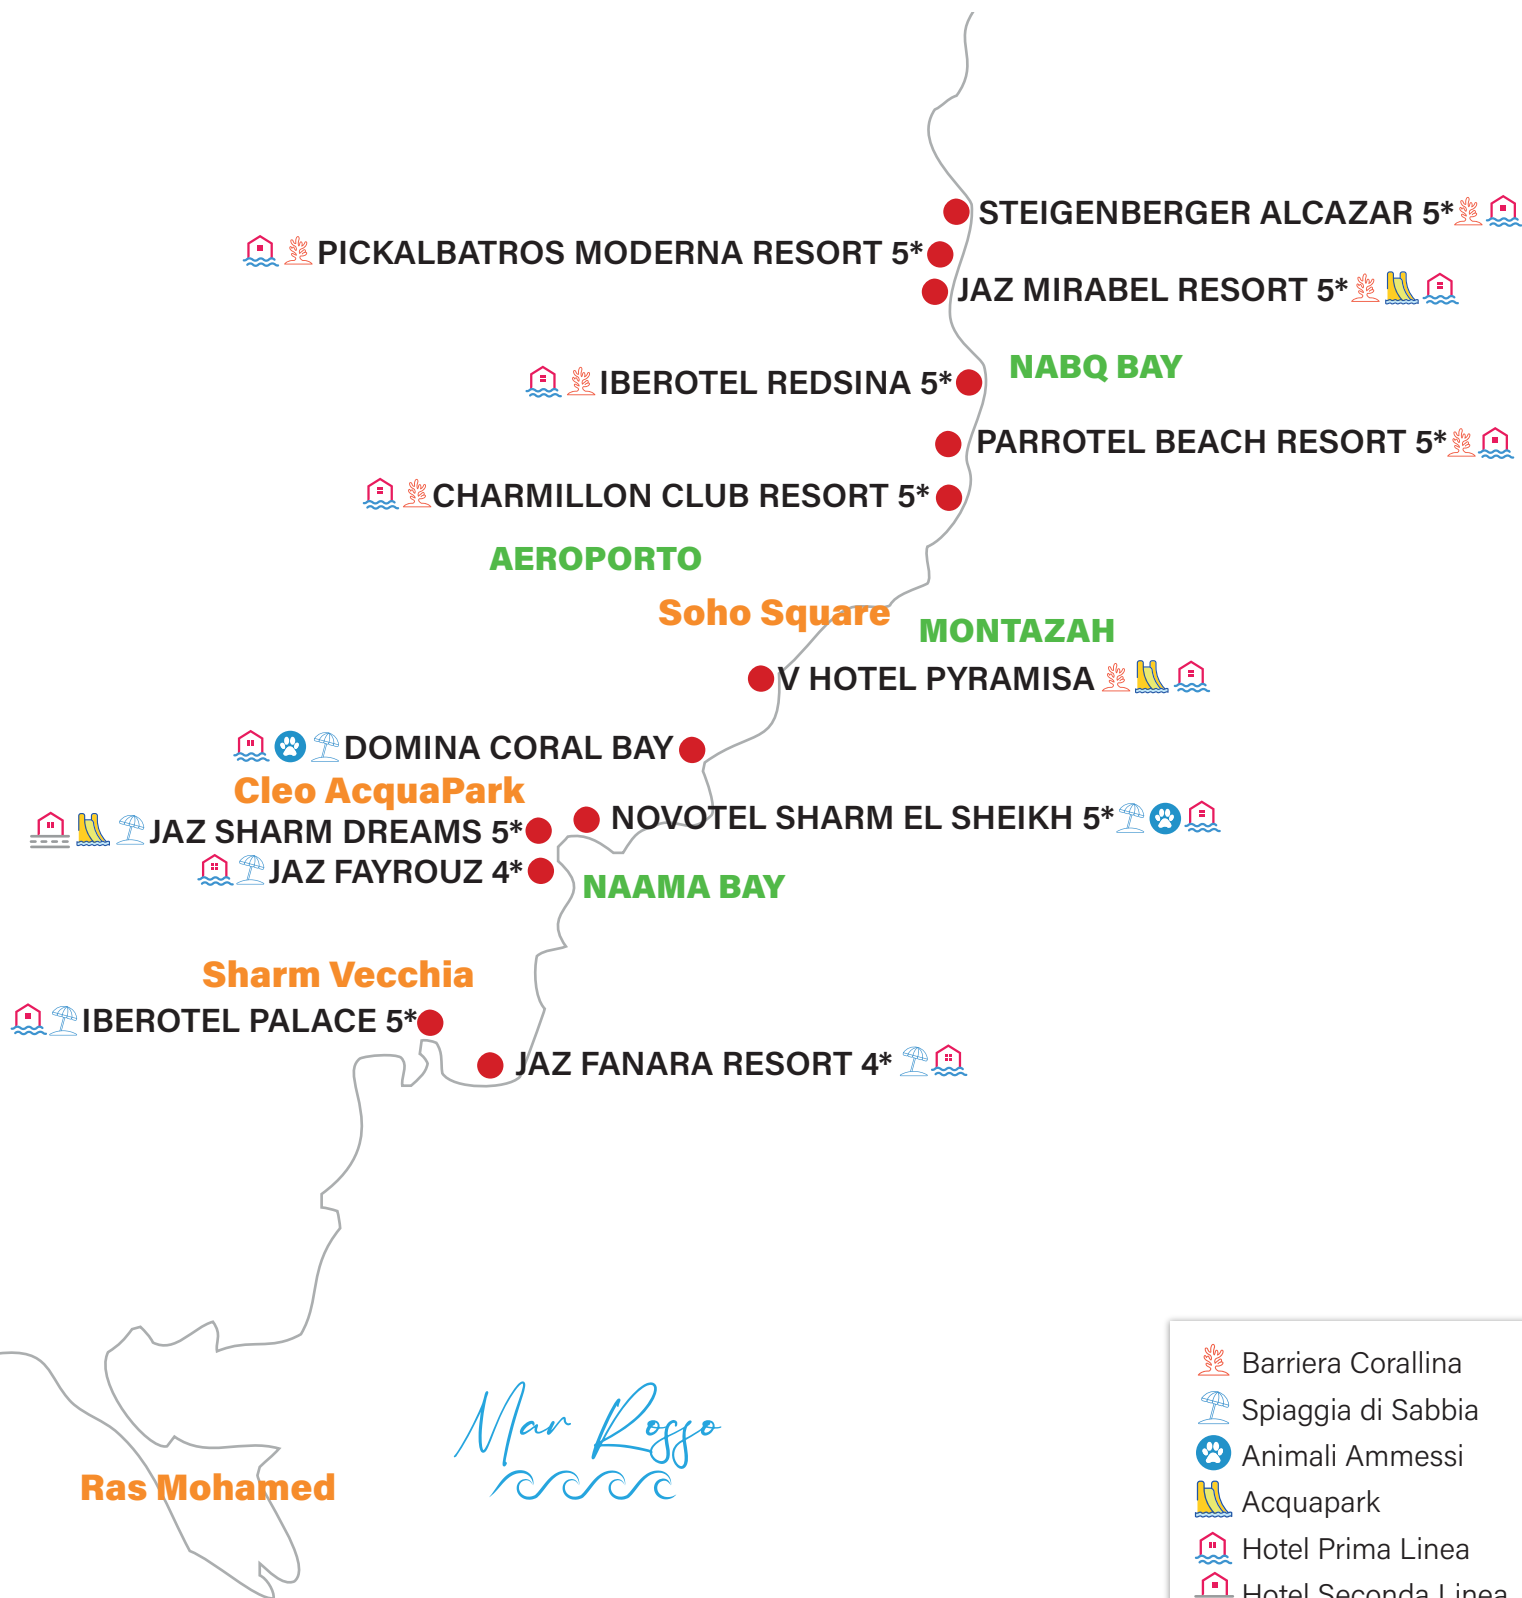 STEIGENBERGER ALCAZAR 5*
PICKALBATROS MODERNA RESORT 5*
JAZ MIRABEL RESORT 5*
NABQ BAY
IBEROTEL REDSINA 5*
PARROTEL BEACH RESORT 5*
CHARMILLON CLUB RESORT 5*
AEROPORTO
Soho Square
MONTAZAH
V HOTEL PYRAMISA
DOMINA CORAL BAY
Cleo AcquaPark
NOVOTEL SHARM EL SHEIKH 5*
JAZ SHARM DREAMS 5*
JAZ FAYROUZ 4*
NAAMA BAY
Sharm Vecchia
IBEROTEL PALACE 5*
JAZ FANARA RESORT 4*
Mar Rosso
Ras Mohamed
Barriera Corallina
Spiaggia di Sabbia
Animali Ammessi
Acquapark
Hotel Prima Linea
Hotel Seconda Linea